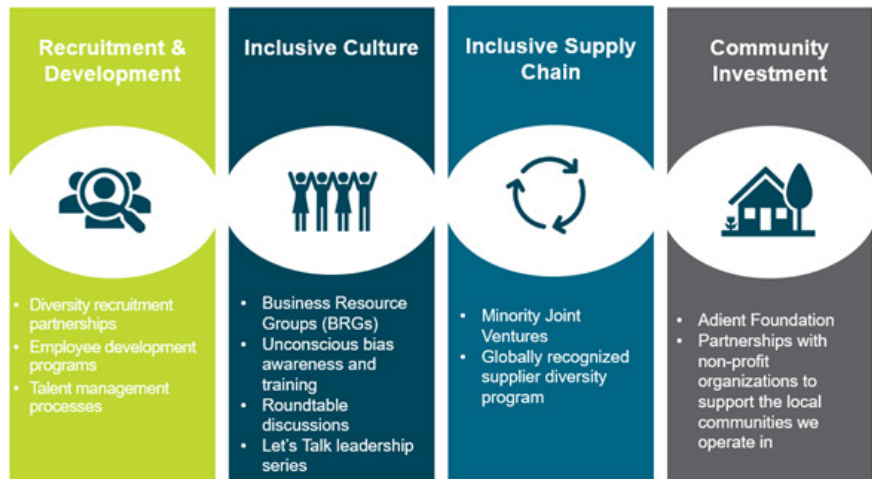 Recruitment &
Development
• Diversity recruitment
partnerships
• Employee development
programs
• Talent management
processes
Inclusive Culture
• Business Resource
Groups (BRGs)
• Unconscious bias
awareness and
training
• Roundtable
discussions
• Let's Talk leadership
series
Inclusive Supply
Chain
• Minority Joint
Ventures
• Globally recognized
supplier diversity
program
Community
Investment
• Adient Foundation
• Partnerships with
non-profit
organizations to
support the local
communities we
operate in